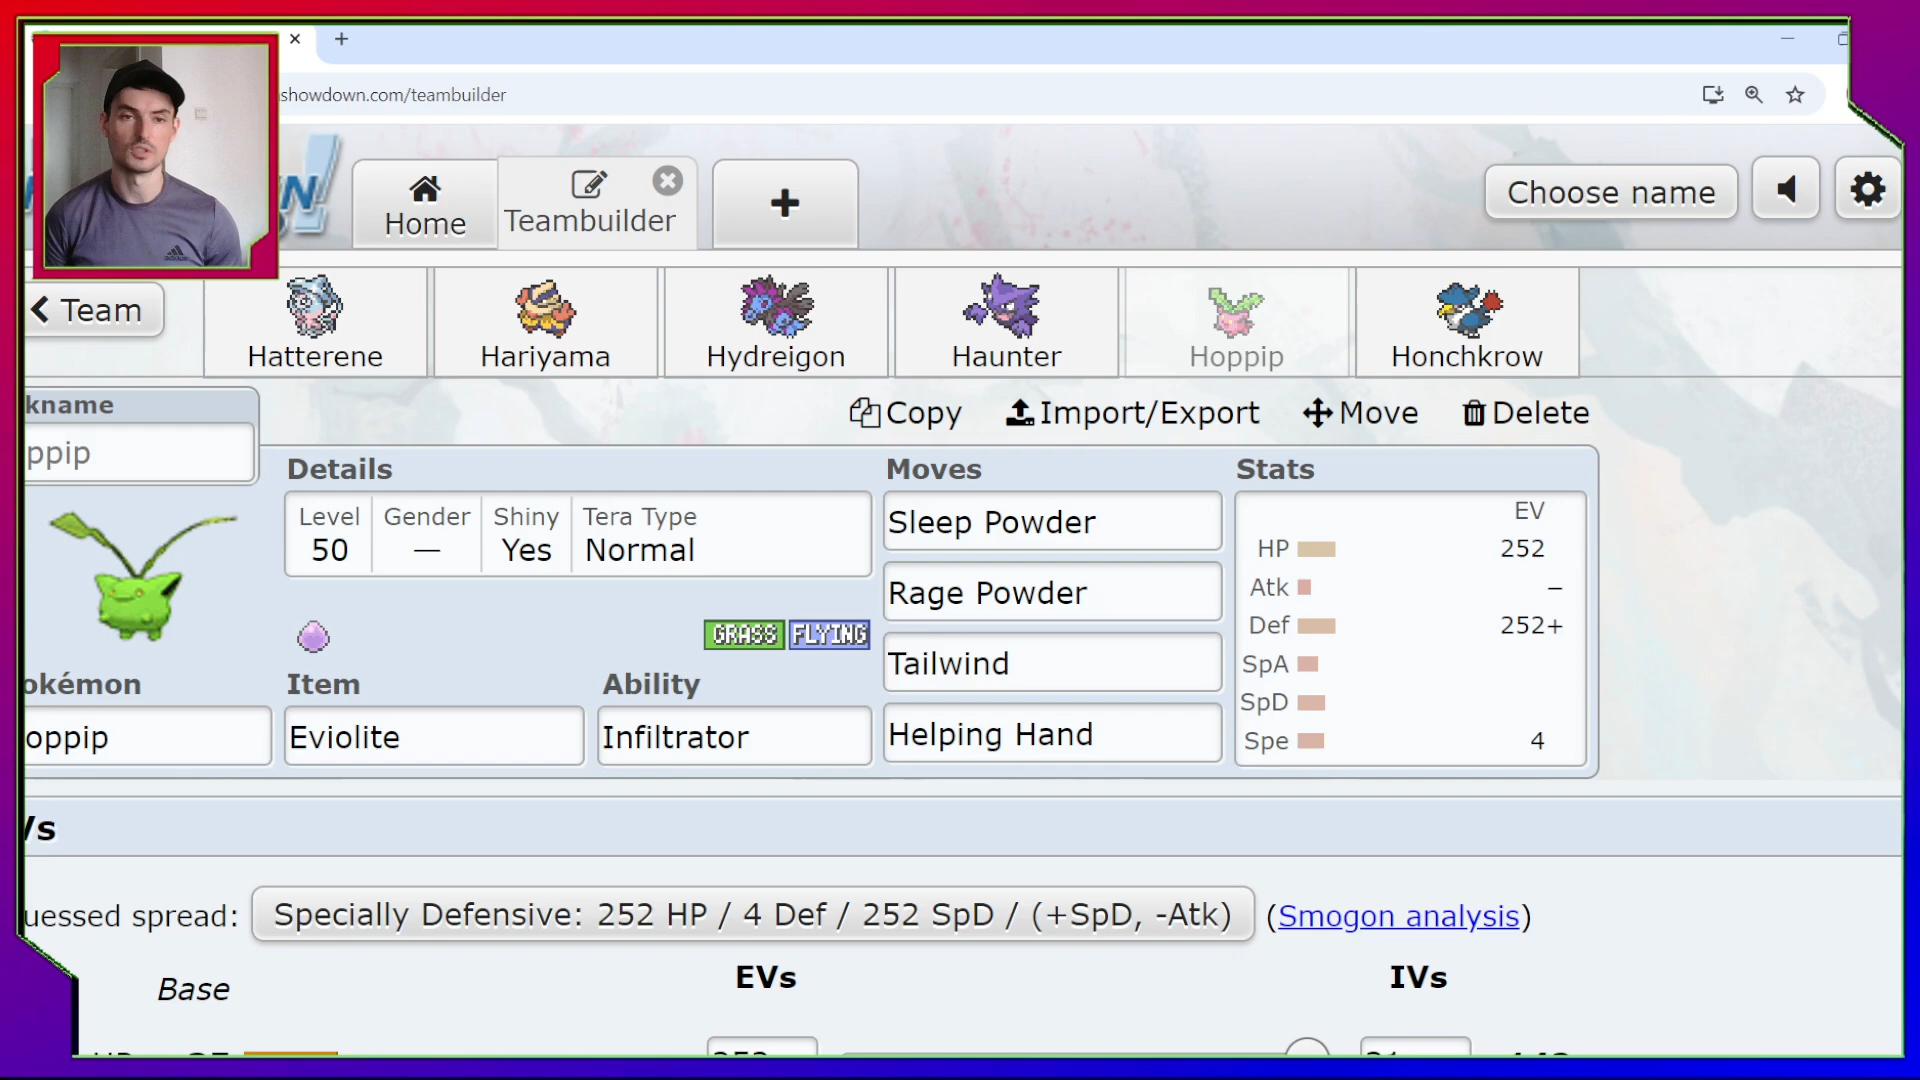 showdown.com/teambuilder
N!
Home
Teambuilder
+
Choose name
Team
Hatterene
Hariyama
Hydreigon
Haunter
Hoppip
Honchkrow
kname
ppip
Copy
Import/Export
Move
Delete
Details
Level
50
Gender
—
Shiny
Yes
Tera Type
Normal
GRASS
FLYING
okémon
oppip
Item
Eviolite
Ability
Infiltrator
Moves
Sleep Powder
Rage Powder
Tailwind
Helping Hand
Stats
EV
HP 252
Atk –
Def 252+
SpA
SpD
Spe 4
Vs
uessed spread: Specially Defensive: 252 HP / 4 Def / 252 SpD / (+SpD, -Atk) (Smogon analysis)
Base EVs IVs